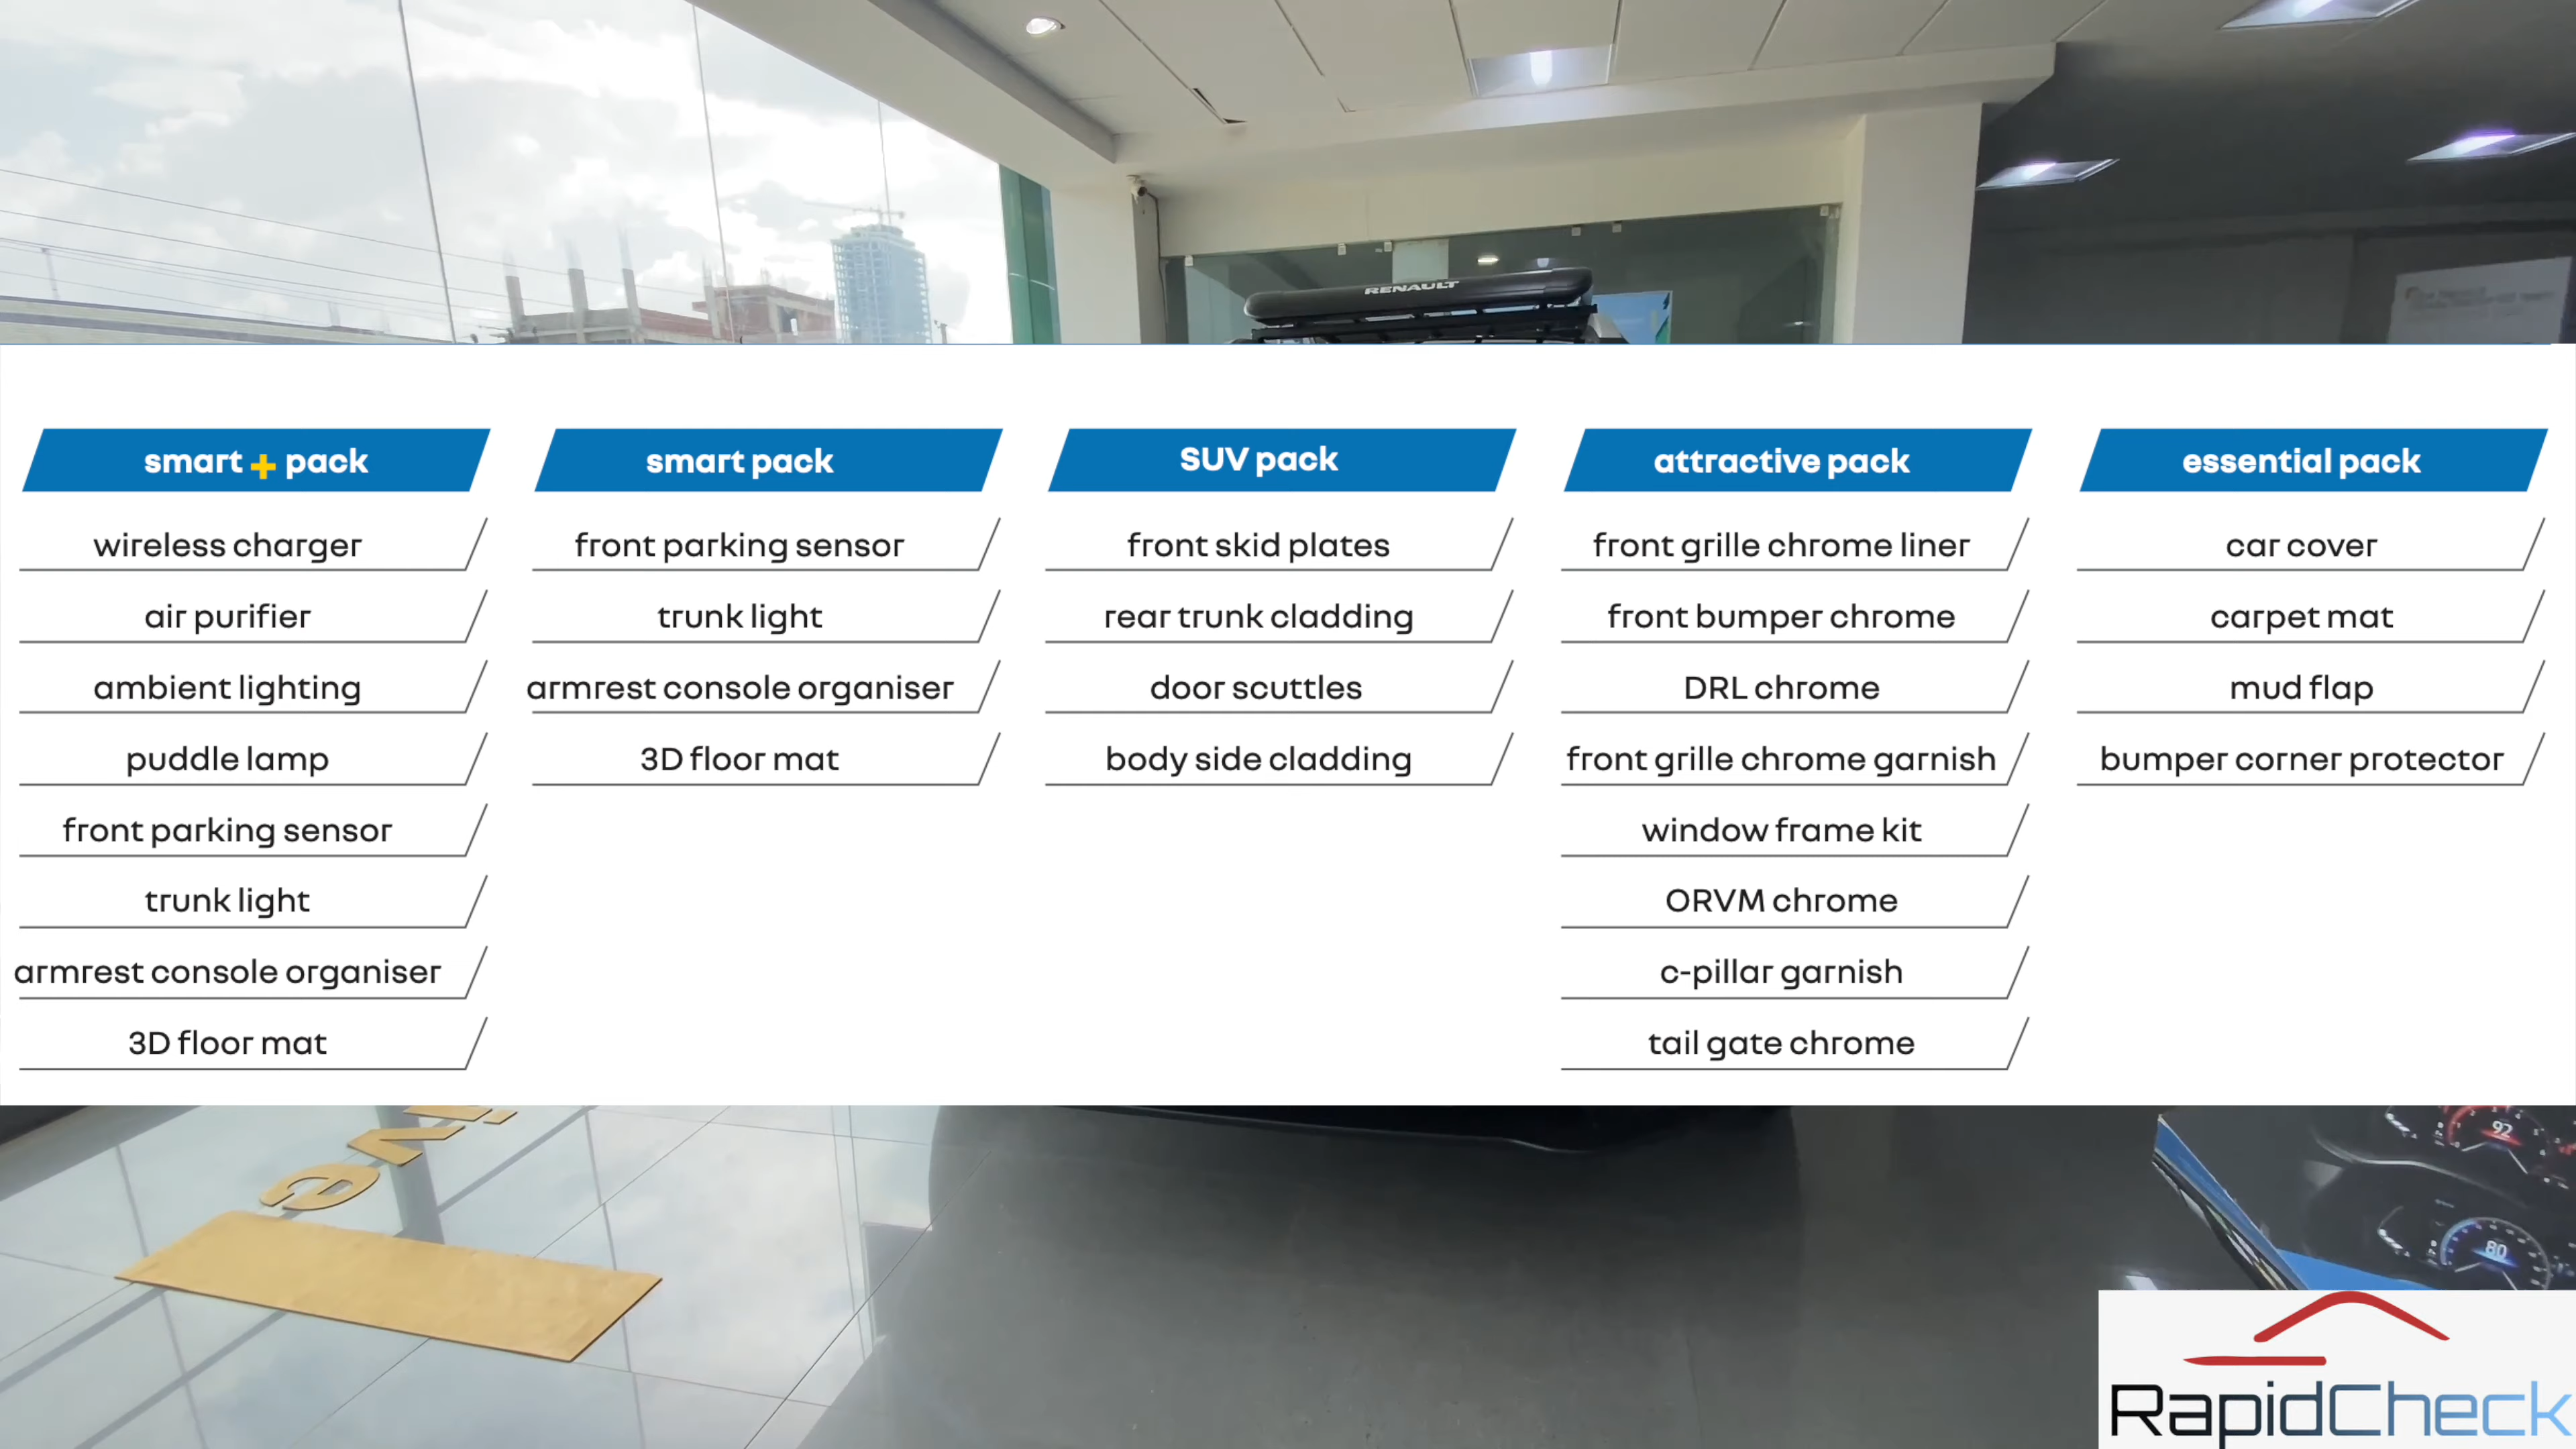 RENAULT
smart + pack
wireless charger
air purifier
ambient lighting
puddle lamp
front parking sensor
trunk light
armrest console organiser
3D floor mat
smart pack
front parking sensor
trunk light
armrest console organiser
3D floor mat
SUV pack
front skid plates
rear trunk cladding
door scuttles
body side cladding
attractive pack
front grille chrome liner
front bumper chrome
DRL chrome
front grille chrome garnish
window frame kit
ORVM chrome
c-pillar garnish
tail gate chrome
essential pack
car cover
carpet mat
mud flap
bumper corner protector
92
80
RapidCheck